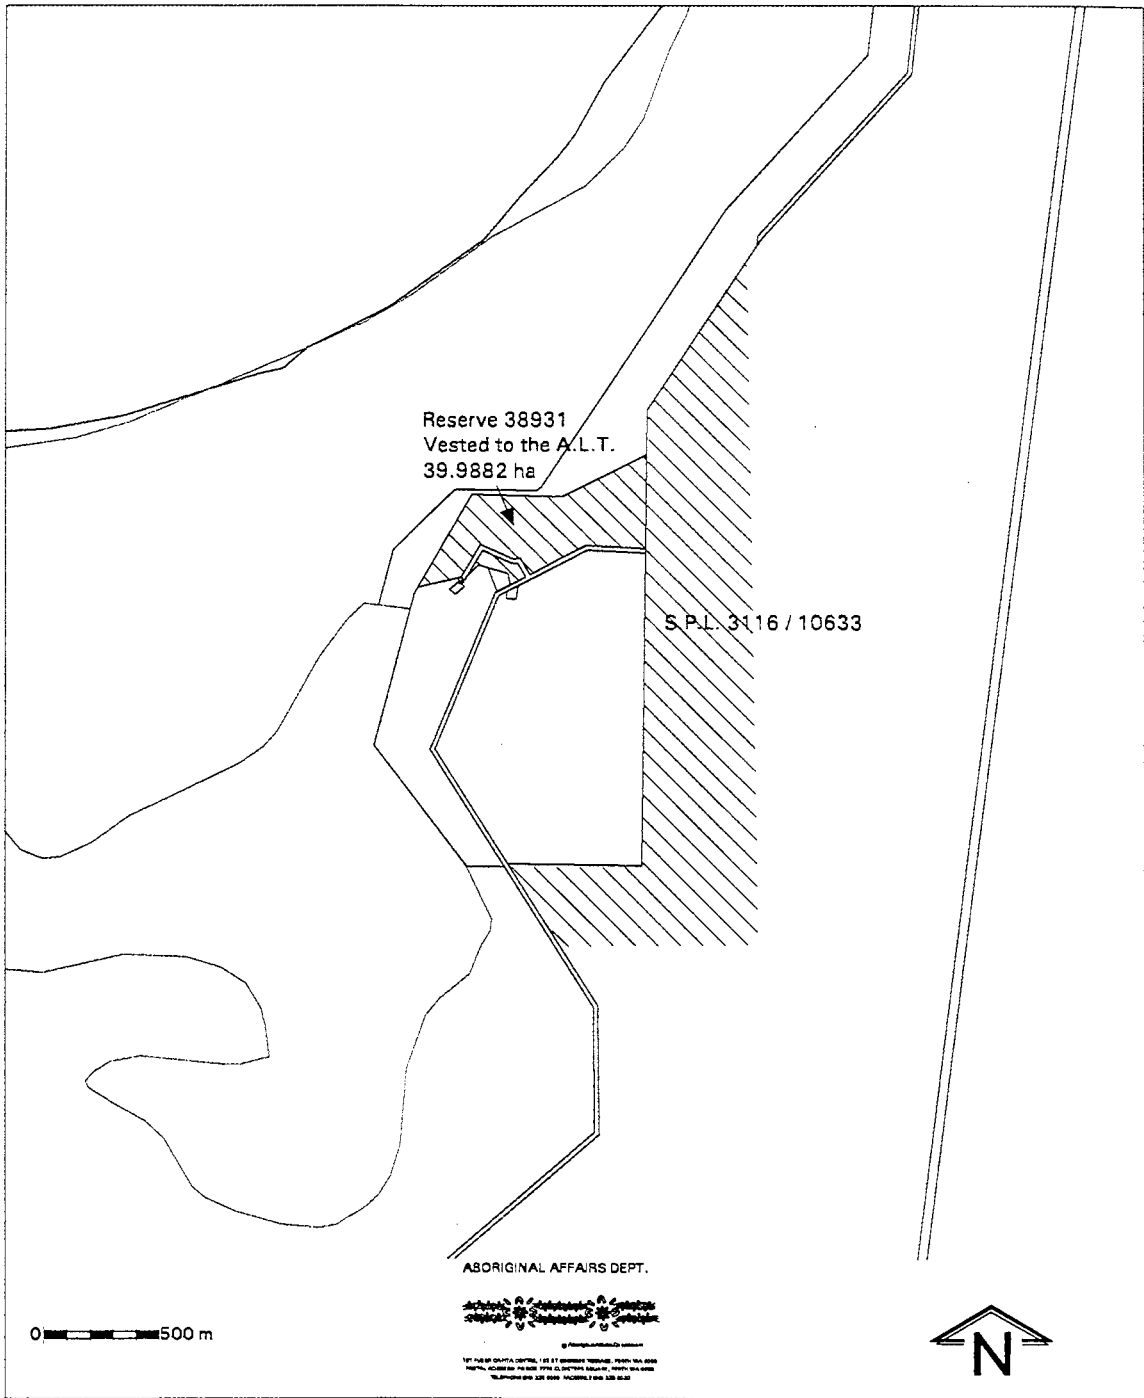 Reserve 38931
Vested to the A.L.T.
39.9882 ha
S.P.L. 3116 / 10633
ABORIGINAL AFFAIRS DEPT.
0 500 m
N